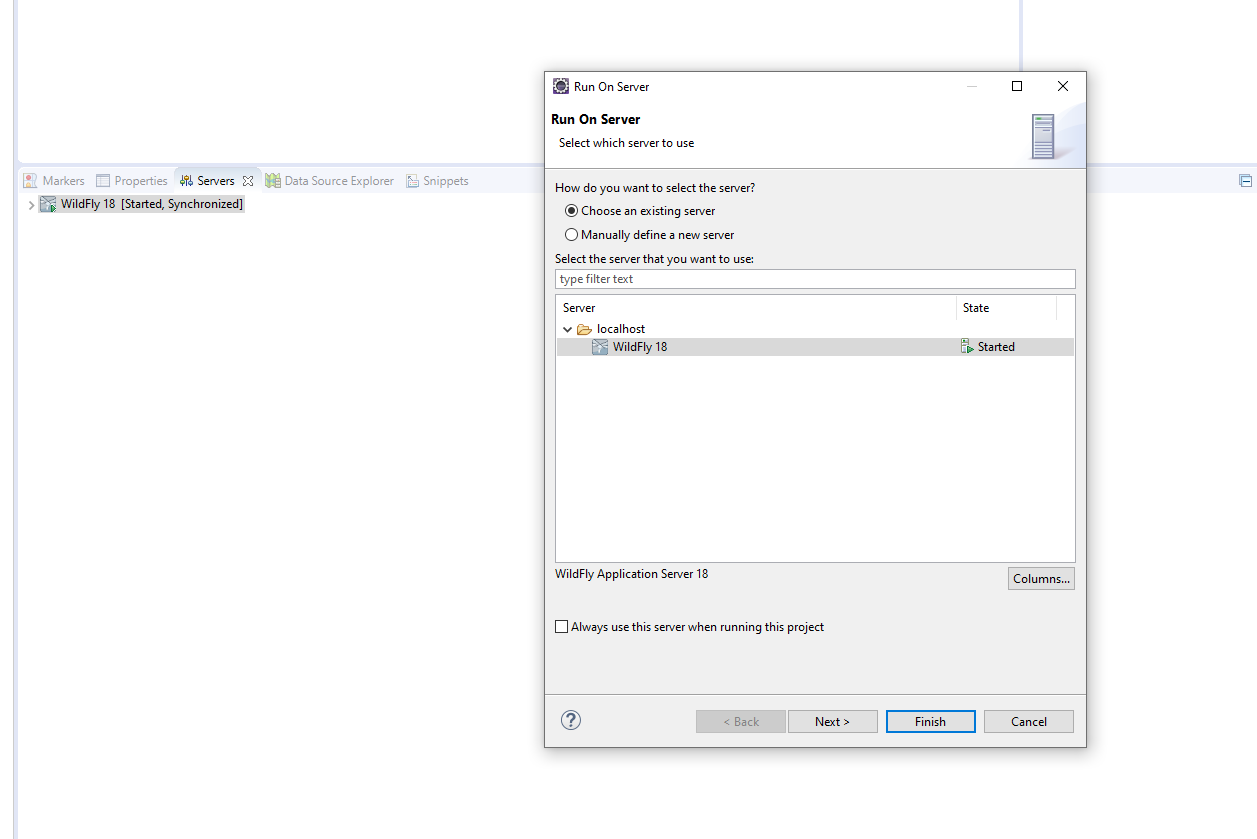 Run On Server
Run On Server
Select which server to use
Markers Properties Servers Data Source Explorer Snippets
WildFly 18 [Started, Synchronized]
How do you want to select the server?
Choose an existing server
Manually define a new server
Select the server that you want to use:
type filter text
Server State
localhost
WildFly 18 Started
WildFly Application Server 18
Columns...
Always use this server when running this project
? < Back Next > Finish Cancel